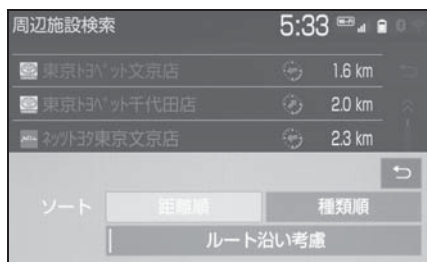 周辺施設検索 5:33 Wi-Fi
東京トヨペット文京店 1.6 km
東京トヨペット千代田店 2.0 km
ネッツトヨタ東京文京店 2.3 km
ソート 距離順 種類順
ルート沿い考慮